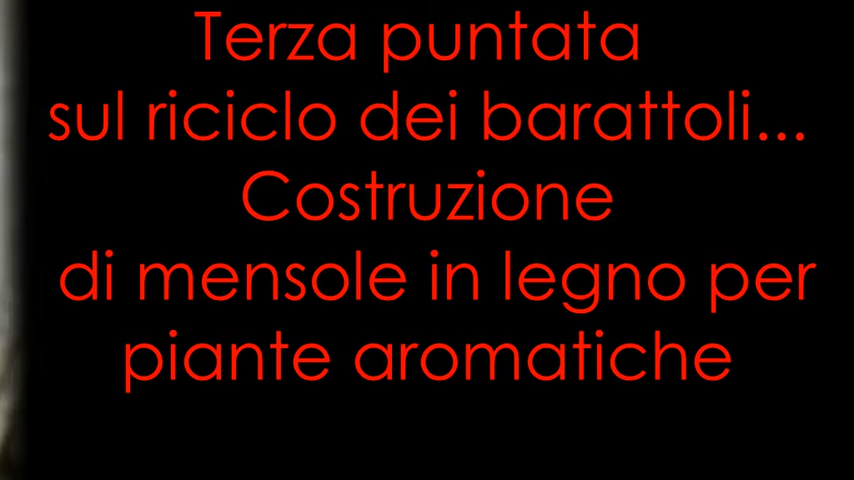 Terza puntata
sul riciclo dei barattoli...
Costruzione
di mensole in legno per
piante aromatiche